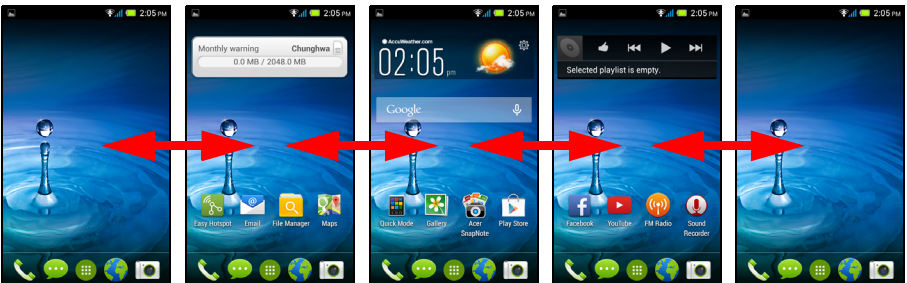 2:05 PM
2:05 PM
Monthly warning Chunghwa
0.0 MB / 2048.0 MB
Easy Hotspot Email File Manager Maps
2:05 PM
AccuWeather.com
02:05 pm
Google
Quick Mode Gallery Acer SnapNote Play Store
2:05 PM
Selected playlist is empty.
Facebook YouTube FM Radio Sound Recorder
2:05 PM